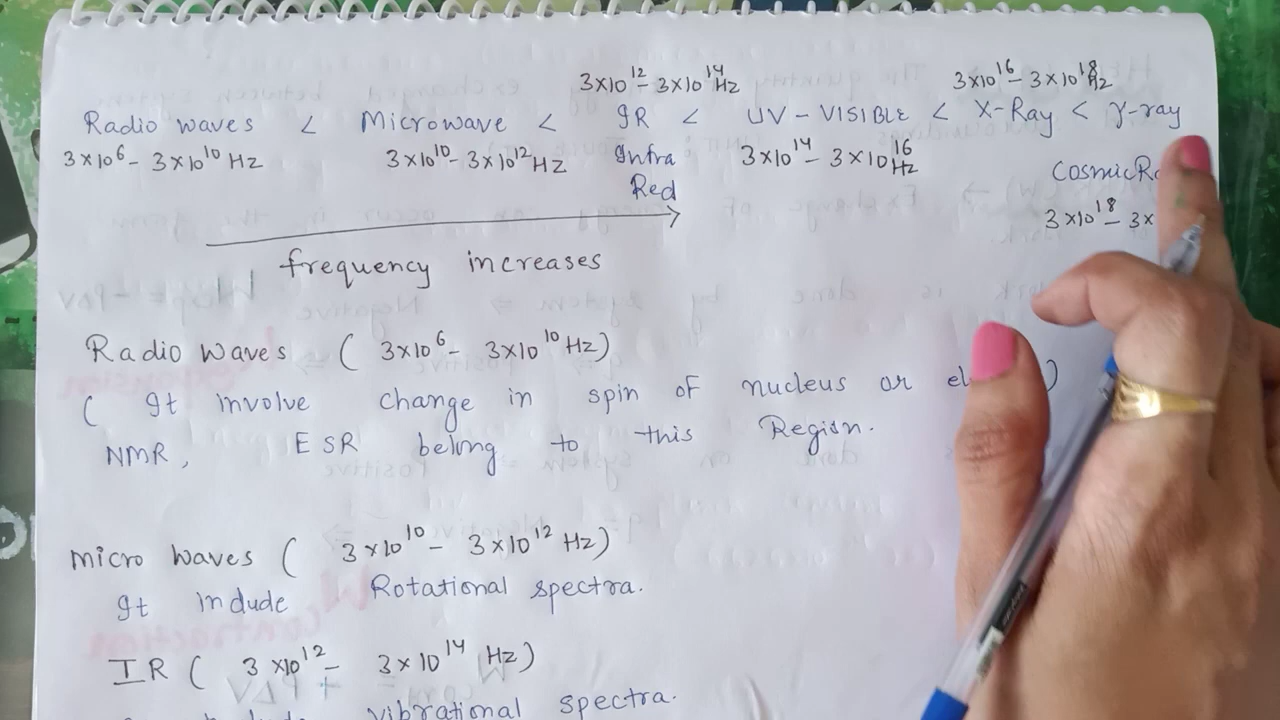 3×10¹² - 3×10¹⁴ Hz 3×10¹⁶ - 3×10¹⁸ Hz
Radio waves < Microwave < IR < UV - VISIBLE < X-Ray < γ-ray
3×10⁶ - 3×10¹⁰ Hz 3×10¹⁰ - 3×10¹² Hz Infra 3×10¹⁴ - 3×10¹⁶ Hz
Red
Cosmic
3×10¹⁸ - 3×
frequency increases
Radio Waves ( 3×10⁶ - 3×10¹⁰ Hz)
( It involve change in spin of nucleus or )
NMR, ESR belong to this Region.
micro waves ( 3×10¹⁰ - 3×10¹² Hz)
It include Rotational spectra.
IR ( 3×10¹² - 3×10¹⁴ Hz)
vibrational spectra.